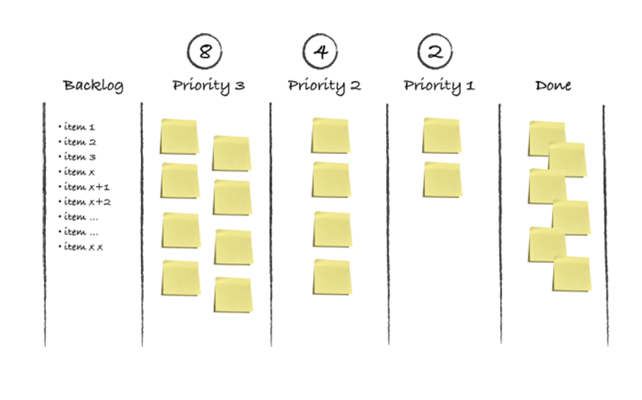 8
4
2
Backlog
Priority 3
Priority 2
Priority 1
Done
• item 1
• item 2
• item 3
• item x
• item x+1
• item x+2
• item ...
• item ...
• item x x